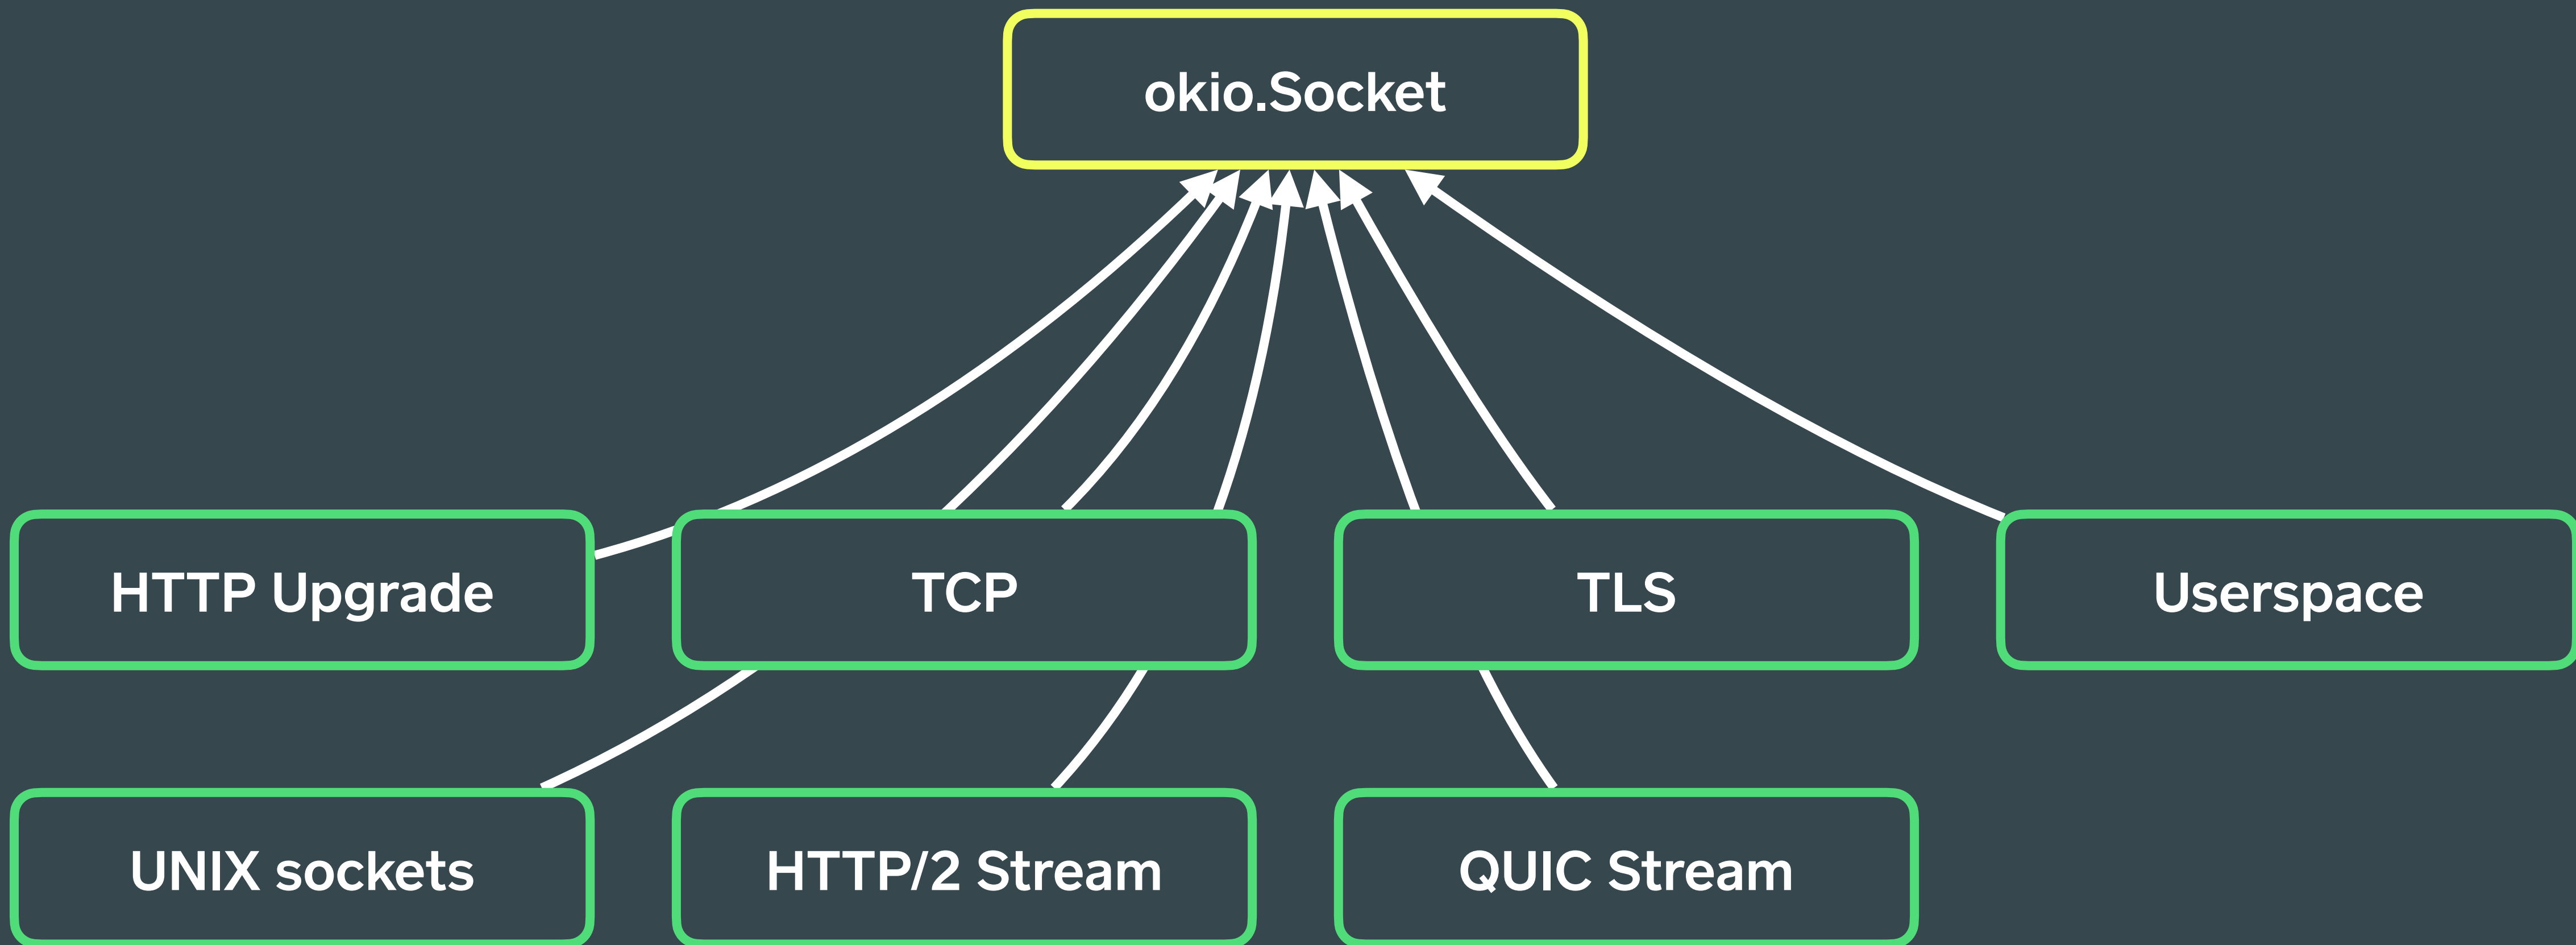 okio.Socket
HTTP Upgrade
TCP
TLS
Userspace
UNIX sockets
HTTP/2 Stream
QUIC Stream